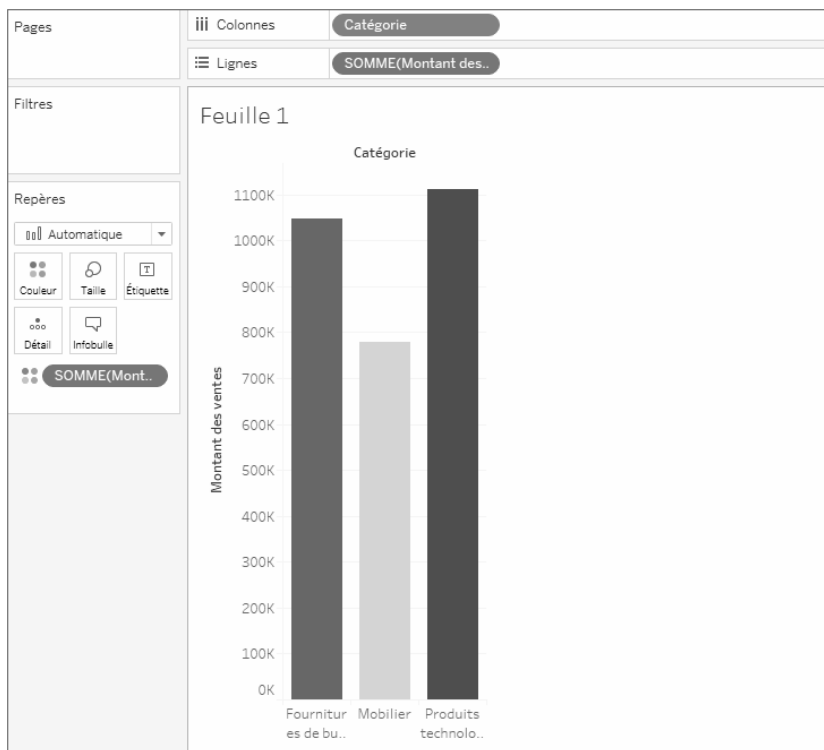 Pages
Colonnes
Catégorie
Lignes
SOMME(Montant des..
Filtres
Repères
Automatique
Couleur
Taille
T
Étiquette
Détail
Infobulle
SOMME(Mont..
Feuille 1
Catégorie
Montant des ventes
1100K
1000K
900K
800K
700K
600K
500K
400K
300K
200K
100K
0K
Fournitur
es de bu..
Mobilier
Produits
technolo..